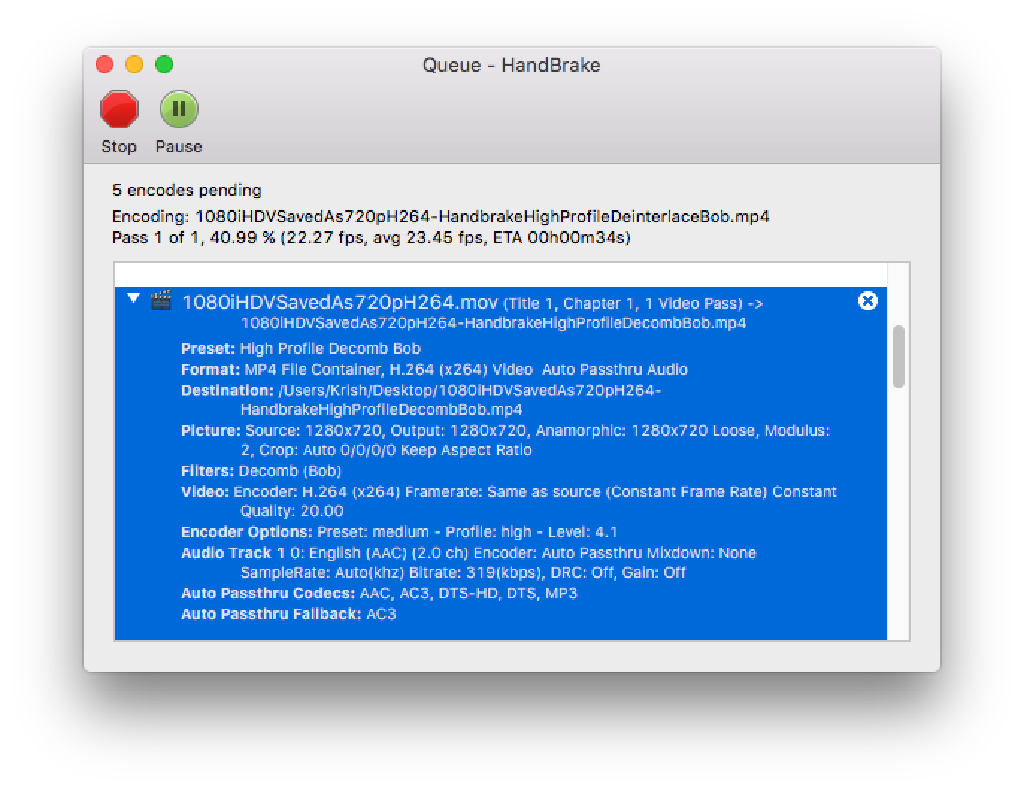 Queue - HandBrake
Stop
Pause
5 encodes pending
Encoding: 1080iHDVSavedAs720pH264-HandbrakeHighProfileDeinterlaceBob.mp4
Pass 1 of 1, 40.99 % (22.27 fps, avg 23.45 fps, ETA 00h00m34s)
1080iHDVSavedAs720pH264.mov (Title 1, Chapter 1, 1 Video Pass) ->
1080iHDVSavedAs720pH264-HandbrakeHighProfileDecombBob.mp4
Preset: High Profile Decomb Bob
Format: MP4 File Container, H.264 (x264) Video  Auto Passthru Audio
Destination: /Users/Krish/Desktop/1080iHDVSavedAs720pH264-
HandbrakeHighProfileDecombBob.mp4
Picture: Source: 1280x720, Output: 1280x720, Anamorphic: 1280x720 Loose, Modulus:
2, Crop: Auto 0/0/0/0 Keep Aspect Ratio
Filters: Decomb (Bob)
Video: Encoder: H.264 (x264) Framerate: Same as source (Constant Frame Rate) Constant
Quality: 20.00
Encoder Options: Preset: medium - Profile: high - Level: 4.1
Audio Track 1 0: English (AAC) (2.0 ch) Encoder: Auto Passthru Mixdown: None
SampleRate: Auto(khz) Bitrate: 319(kbps), DRC: Off, Gain: Off
Auto Passthru Codecs: AAC, AC3, DTS-HD, DTS, MP3
Auto Passthru Fallback: AC3